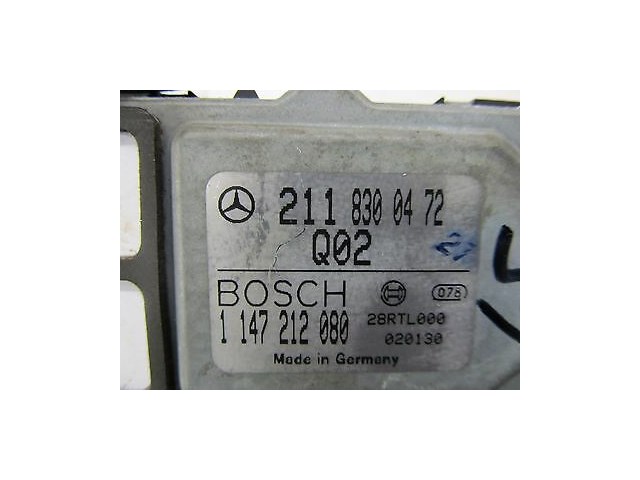 211 830 04 72
Q02
BOSCH 078
1 147 212 080 28RTL000
020130
Made in Germany